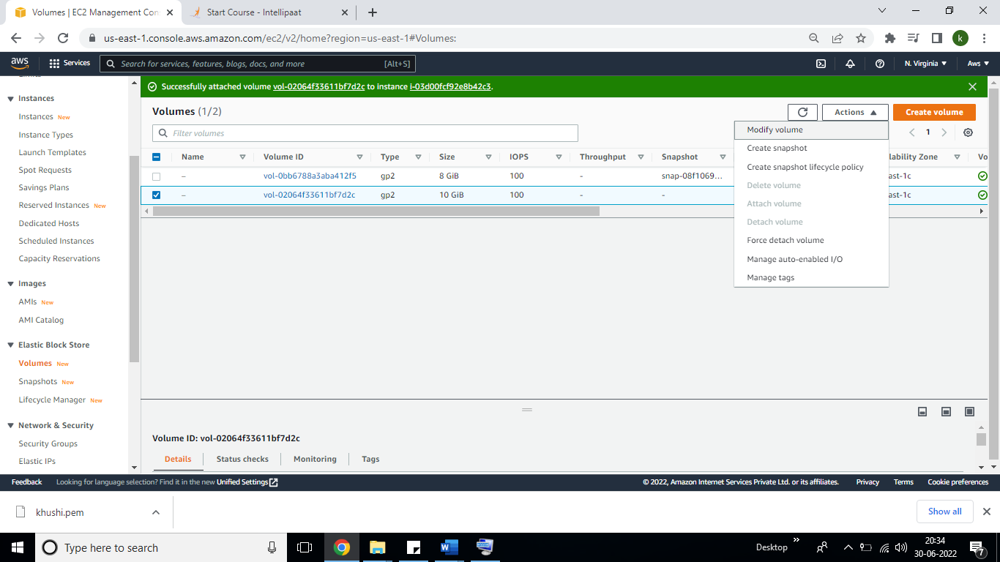 Volumes | EC2 Management Con
Start Course - Intellipaat
us-east-1.console.aws.amazon.com/ec2/v2/home?region=us-east-1#Volumes:
k
aws
Services
Search for services, features, blogs, docs, and more
[Alt+S]
N. Virginia
Aws
Limits
Instances
Instances New
Instance Types
Launch Templates
Spot Requests
Savings Plans
Reserved Instances New
Dedicated Hosts
Scheduled Instances
Capacity Reservations
Images
AMIs New
AMI Catalog
Elastic Block Store
Volumes New
Snapshots New
Lifecycle Manager New
Network & Security
Security Groups
Elastic IPs
Successfully attached volume vol-02064f33611bf7d2c to instance i-03d00fcf92e8b42c3.
Volumes (1/2)
Actions
Create volume
Filter volumes
1
Name Volume ID Type Size IOPS Throughput Snapshot lability Zone Vo
– vol-0bb6788a3aba412f5 gp2 8 GiB 100 - snap-08f1069... ast-1c
– vol-02064f33611bf7d2c gp2 10 GiB 100 - - ast-1c
Modify volume
Create snapshot
Create snapshot lifecycle policy
Delete volume
Attach volume
Detach volume
Force detach volume
Manage auto-enabled I/O
Manage tags
Volume ID: vol-02064f33611bf7d2c
Details
Status checks
Monitoring
Tags
Feedback
Looking for language selection? Find it in the new Unified Settings
© 2022, Amazon Internet Services Private Ltd. or its affiliates.
Privacy
Terms
Cookie preferences
khushi.pem
Show all
Type here to search
Desktop
20:34
30-06-2022
7